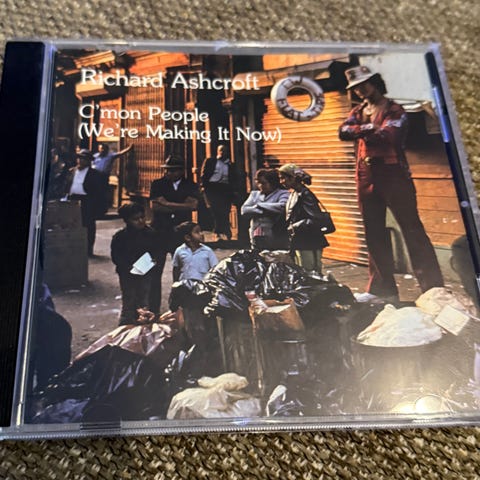 Richard Ashcroft
C'mon People
(We're Making It Now)